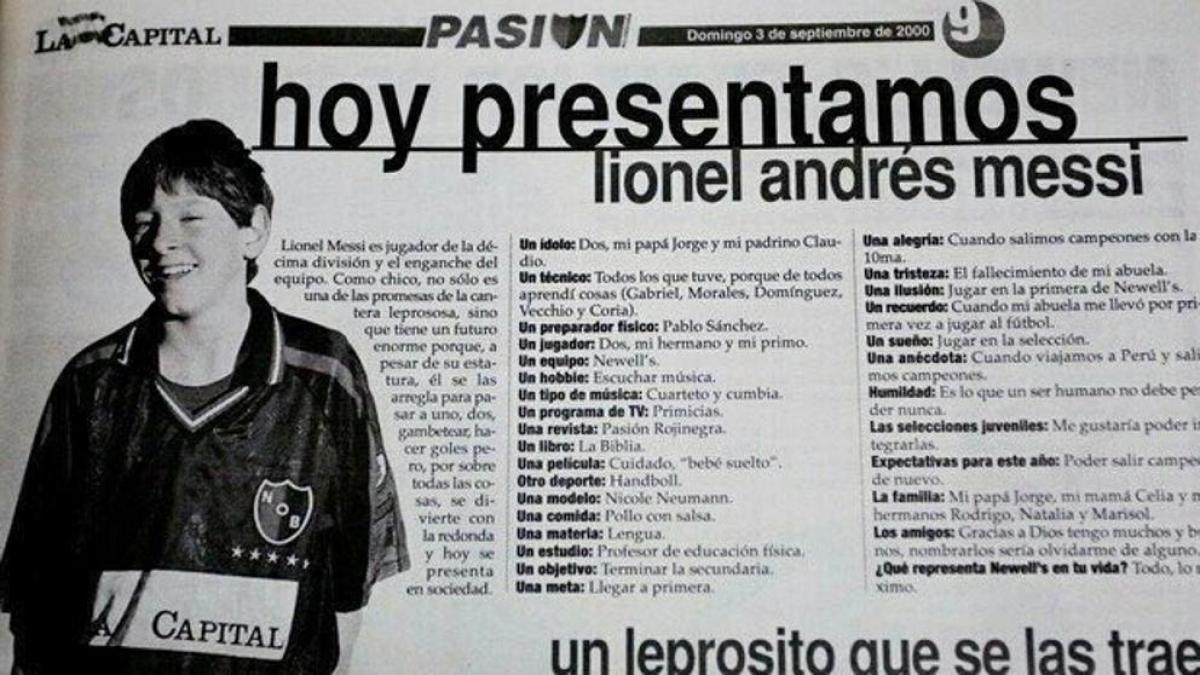 LA CAPITAL
PASION
Domingo 3 de septiembre de 2000
9
hoy presentamos
lionel andrés messi
Lionel Messi es jugador de la dé-
cima división y el enganche del
equipo. Como chico, no sólo es
una de las promesas de la can-
tera leprososa, sino
que tiene un futuro
enorme porque, a
pesar de su esta-
tura, él se las
arregla para pa-
sar a uno, dos,
gambetear, ha-
cer goles pe-
ro, por sobre
todas las co-
sas, se di-
vierte con
la redonda
y hoy se
presenta
en sociedad.
Un ídolo: Dos, mi papá Jorge y mi padrino Clau-
dio.
Un técnico: Todos los que tuve, porque de todos
aprendí cosas (Gabriel, Morales, Domínguez,
Vecchio y Coria).
Un preparador físico: Pablo Sánchez.
Un jugador: Dos, mi hermano y mi primo.
Un equipo: Newell's.
Un hobbie: Escuchar música.
Un tipo de música: Cuarteto y cumbia.
Un programa de TV: Primicias.
Una revista: Pasión Rojinegra.
Un libro: La Biblia.
Una película: Cuidado, "bebé suelto".
Otro deporte: Handboll.
Una modelo: Nicole Neumann.
Una comida: Pollo con salsa.
Una materia: Lengua.
Un estudio: Profesor de educación física.
Un objetivo: Terminar la secundaria.
Una meta: Llegar a primera.
Una alegría: Cuando salimos campeones con la
10ma.
Una tristeza: El fallecimiento de mi abuela.
Una ilusión: Jugar en la primera de Newell's.
Un recuerdo: Cuando mi abuela me llevó por pri
mera vez a jugar al fútbol.
Un sueño: Jugar en la selección.
Una anécdota: Cuando viajamos a Perú y sali
mos campeones.
Humildad: Es lo que un ser humano no debe pe
der nunca.
Las selecciones juveniles: Me gustaría poder i
tegrarlas.
Expectativas para este año: Poder salir campe
de nuevo.
La familia: Mi papá Jorge, mi mamá Celia y m
hermanos Rodrigo, Natalia y Marisol.
Los amigos: Gracias a Dios tengo muchos y b
nos, nombrarlos sería olvidarme de alguno
¿Qué representa Newell's en tu vida? Todo, lo
ximo.
N O B
CAPITAL
un leprosito que se las trae